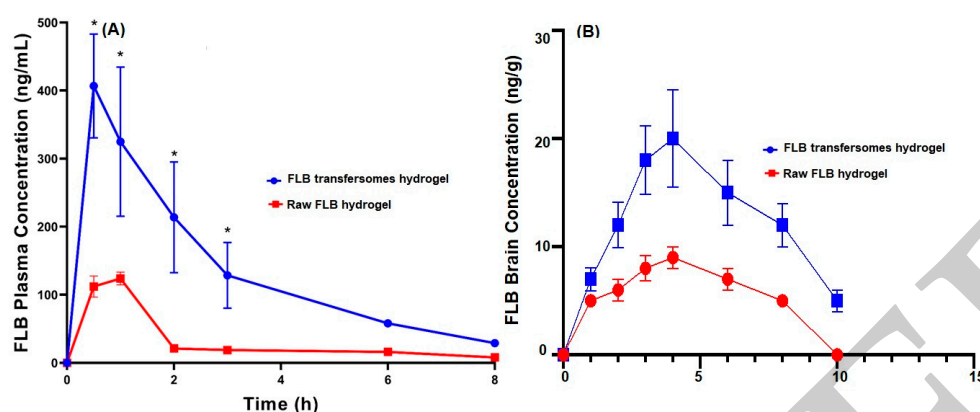 (A)
*
*
*
*
500
400
300
200
100
0
FLB Plasma Concentration (ng/mL)
FLB transfersomes hydrogel
Raw FLB hydrogel
0 2 4 6 8
Time (h)
(B)
30
20
10
0
FLB Brain Concentration (ng/g)
FLB transfersomes hydrogel
Raw FLB hydrogel
0 5 10 15